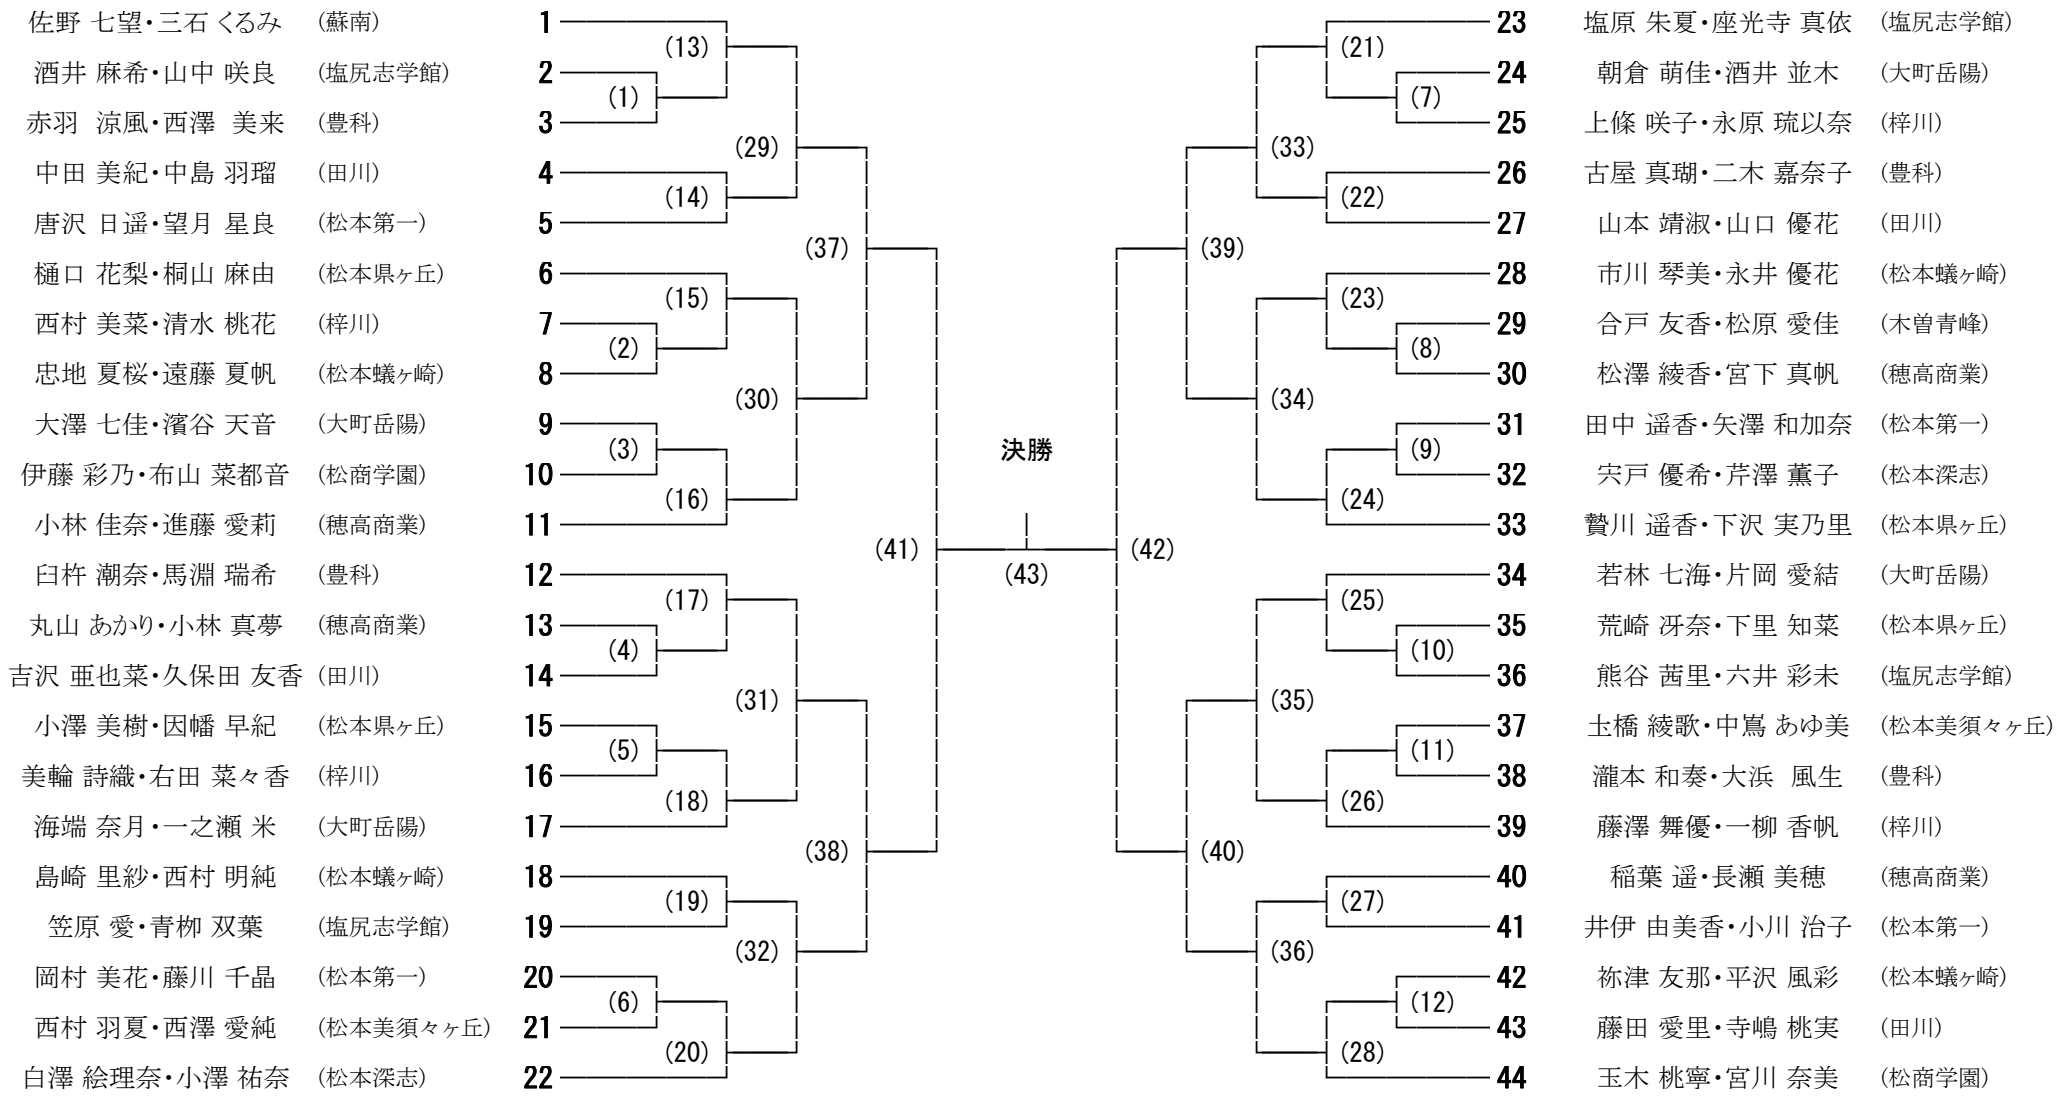 佐野 七望・三石 くるみ (蘇南) 1
酒井 麻希・山中 咲良 (塩尻志学館) 2
赤羽 涼風・西澤 美来 (豊科) 3
中田 美紀・中島 羽瑠 (田川) 4
唐沢 日遥・望月 星良 (松本第一) 5
樋口 花梨・桐山 麻由 (松本県ヶ丘) 6
西村 美菜・清水 桃花 (梓川) 7
忠地 夏桜・遠藤 夏帆 (松本蟻ヶ崎) 8
大澤 七佳・濱谷 天音 (大町岳陽) 9
伊藤 彩乃・布山 菜都音 (松商学園) 10
小林 佳奈・進藤 愛莉 (穂高商業) 11
臼杵 潮奈・馬淵 瑞希 (豊科) 12
丸山 あかり・小林 真夢 (穂高商業) 13
吉沢 亜也菜・久保田 友香 (田川) 14
小澤 美樹・因幡 早紀 (松本県ヶ丘) 15
美輪 詩織・右田 菜々香 (梓川) 16
海端 奈月・一之瀬 米 (大町岳陽) 17
島崎 里紗・西村 明純 (松本蟻ヶ崎) 18
笠原 愛・青栁 双葉 (塩尻志学館) 19
岡村 美花・藤川 千晶 (松本第一) 20
西村 羽夏・西澤 愛純 (松本美須々ヶ丘) 21
白澤 絵理奈・小澤 祐奈 (松本深志) 22
(1)
(2)
(3)
(4)
(5)
(6)
(13)
(14)
(15)
(16)
(17)
(18)
(19)
(20)
(29)
(30)
(31)
(32)
(37)
(38)
(41)
決勝
(43)
(42)
(39)
(40)
(33)
(34)
(35)
(36)
(21)
(22)
(23)
(24)
(25)
(26)
(27)
(28)
(7)
(8)
(9)
(10)
(11)
(12)
23 塩原 朱夏・座光寺 真依 (塩尻志学館)
24 朝倉 萌佳・酒井 並木 (大町岳陽)
25 上條 咲子・永原 琉以奈 (梓川)
26 古屋 真瑚・二木 嘉奈子 (豊科)
27 山本 靖淑・山口 優花 (田川)
28 市川 琴美・永井 優花 (松本蟻ヶ崎)
29 合戸 友香・松原 愛佳 (木曽青峰)
30 松澤 綾香・宮下 真帆 (穂高商業)
31 田中 遥香・矢澤 和加奈 (松本第一)
32 宍戸 優希・芹澤 薫子 (松本深志)
33 贄川 遥香・下沢 実乃里 (松本県ヶ丘)
34 若林 七海・片岡 愛結 (大町岳陽)
35 荒崎 冴奈・下里 知菜 (松本県ヶ丘)
36 熊谷 茜里・六井 彩未 (塩尻志学館)
37 土橋 綾歌・中嶌 あゆ美 (松本美須々ヶ丘)
38 瀧本 和奏・大浜 風生 (豊科)
39 藤澤 舞優・一柳 香帆 (梓川)
40 稲葉 遥・長瀬 美穂 (穂高商業)
41 井伊 由美香・小川 治子 (松本第一)
42 祢津 友那・平沢 風彩 (松本蟻ヶ崎)
43 藤田 愛里・寺嶋 桃実 (田川)
44 玉木 桃寧・宮川 奈美 (松商学園)